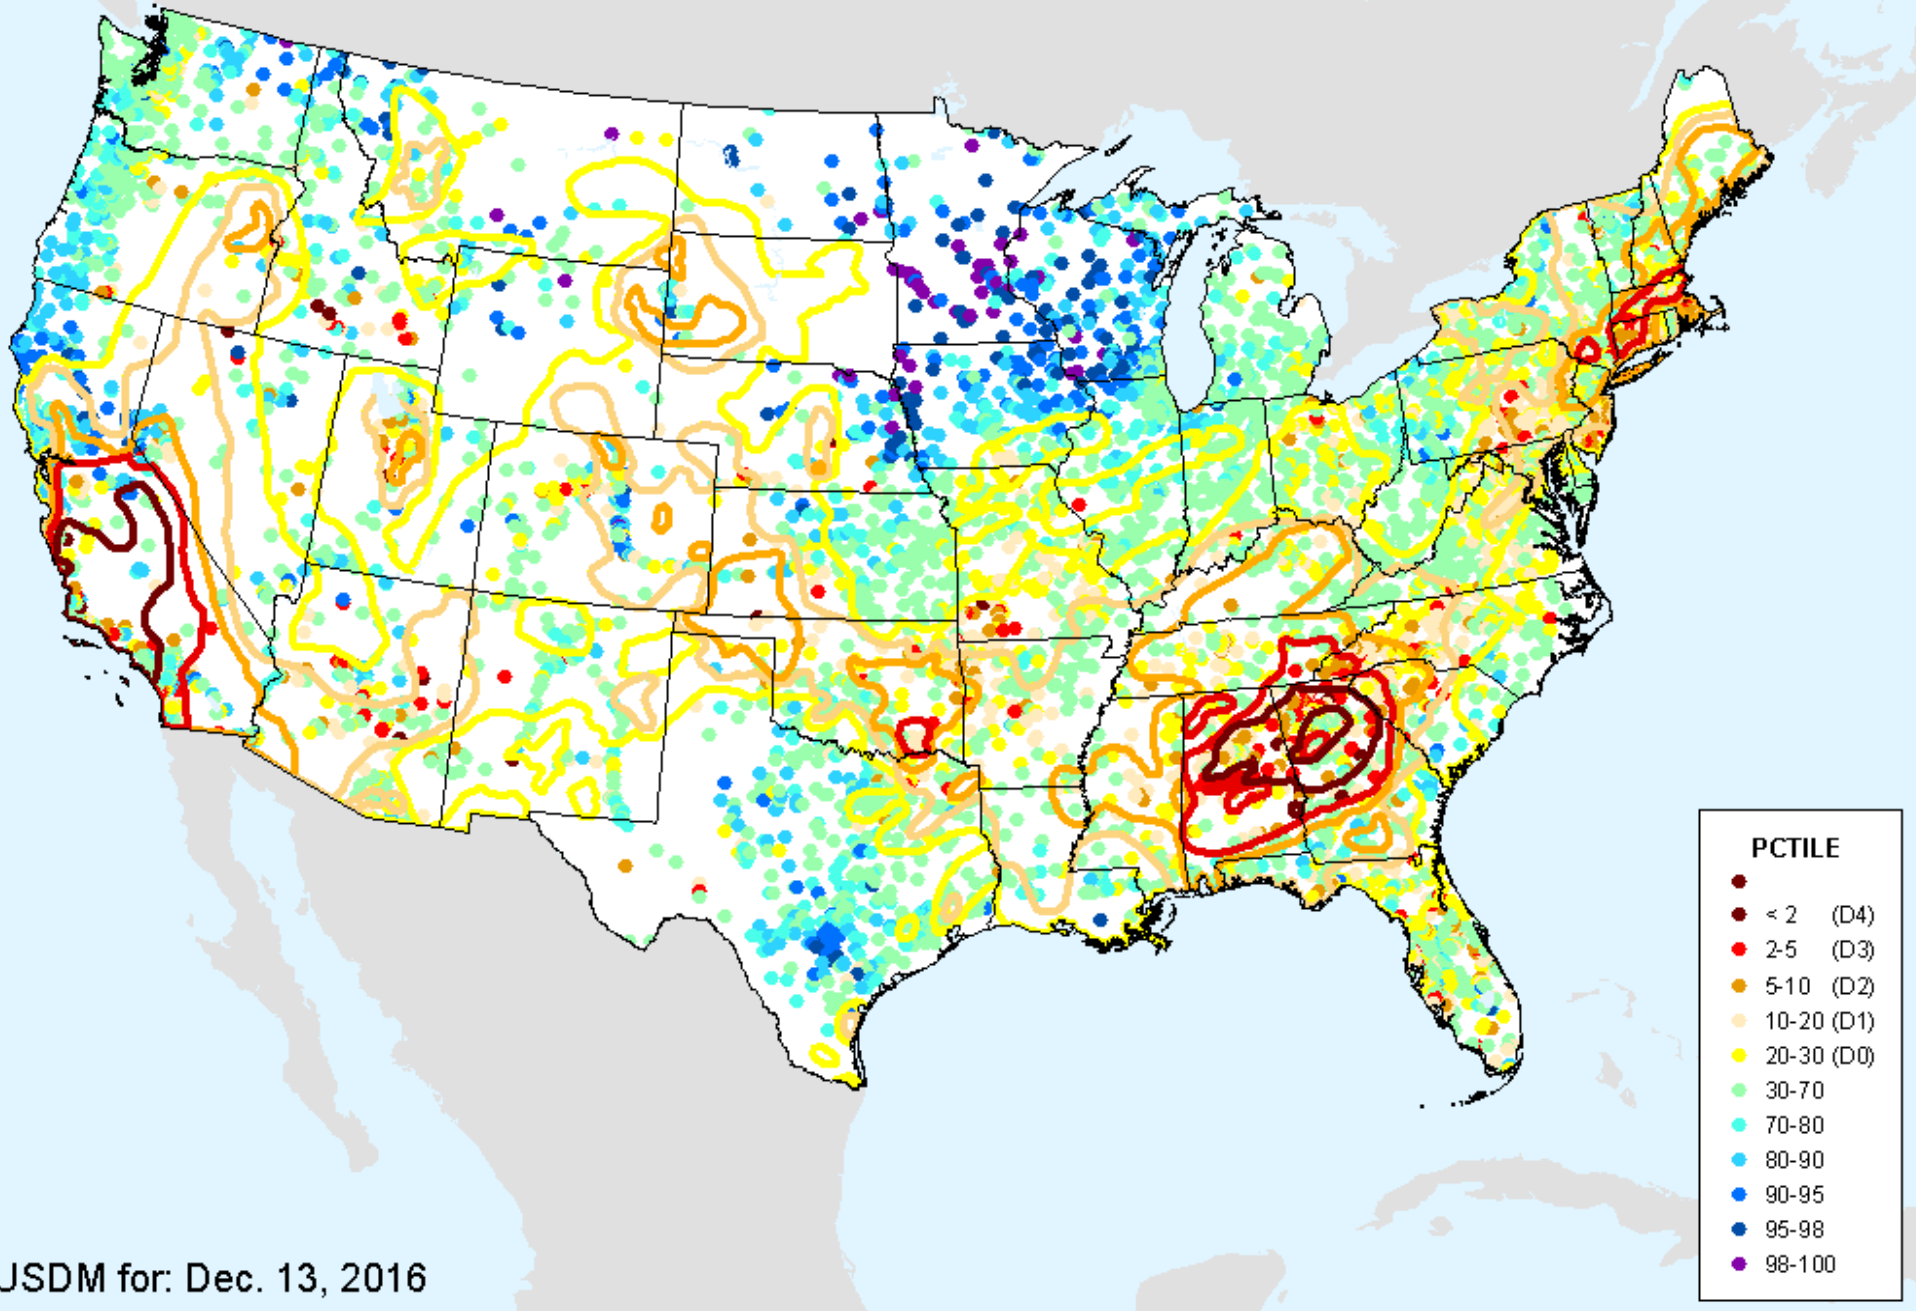 PCTILE
< 2 (D4)
2-5 (D3)
5-10 (D2)
10-20 (D1)
20-30 (D0)
30-70
70-80
80-90
90-95
95-98
98-100
USDM for: Dec. 13, 2016